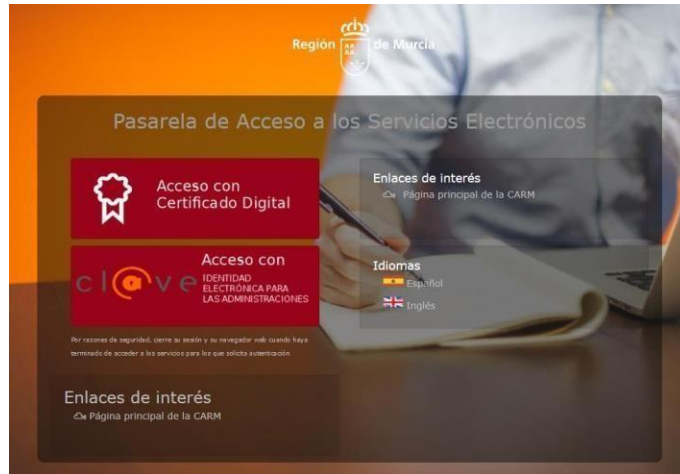 Región de Murcia
Pasarela de Acceso a los Servicios Electrónicos
Acceso con
Certificado Digital
cl@ve
Acceso con
IDENTIDAD
ELECTRÓNICA PARA
LAS ADMINISTRACIONES
Por razones de seguridad, cierre su sesión y su navegador web cuando haya
terminado de acceder a los servicios para los que solicita autenticación
Enlaces de interés
Página principal de la CARM
Idiomas
Español
Inglés
Enlaces de interés
Página principal de la CARM